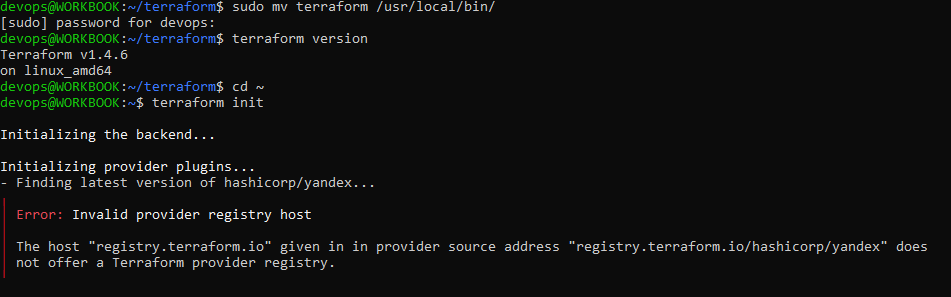 devops@WORKBOOK:~/terraform$ sudo mv terraform /usr/local/bin/
[sudo] password for devops:
devops@WORKBOOK:~/terraform$ terraform version
Terraform v1.4.6
on linux_amd64
devops@WORKBOOK:~/terraform$ cd ~
devops@WORKBOOK:~$ terraform init
Initializing the backend...
Initializing provider plugins...
- Finding latest version of hashicorp/yandex...
Error: Invalid provider registry host
The host "registry.terraform.io" given in in provider source address "registry.terraform.io/hashicorp/yandex" does
not offer a Terraform provider registry.